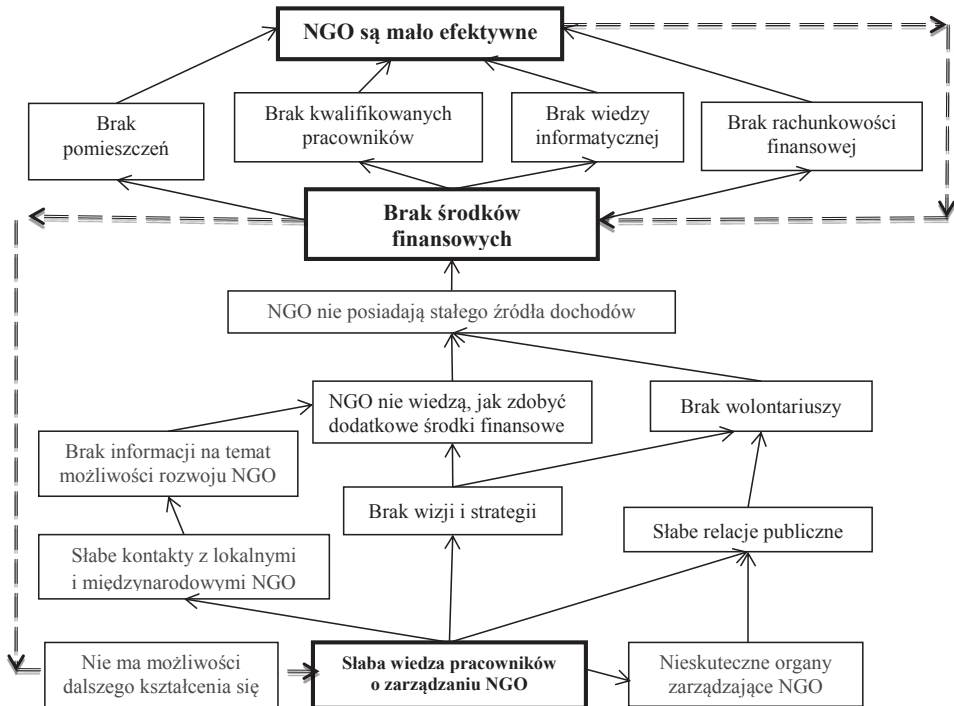 NGO są mało efektywne
Brak
pomieszczeń
Brak kwalifikowanych
pracowników
Brak wiedzy
informatycznej
Brak rachunkowości
finansowej
Brak środków
finansowych
NGO nie posiadają stałego źródła dochodów
NGO nie wiedzą, jak zdobyć
dodatkowe środki finansowe
Brak wolontariuszy
Brak informacji na temat
możliwości rozwoju NGO
Brak wizji i strategii
Słabe relacje publiczne
Słabe kontakty z lokalnymi
i międzynarodowymi NGO
Nie ma możliwości
dalszego kształcenia się
Słaba wiedza pracowników
o zarządzaniu NGO
Nieskuteczne organy
zarządzające NGO